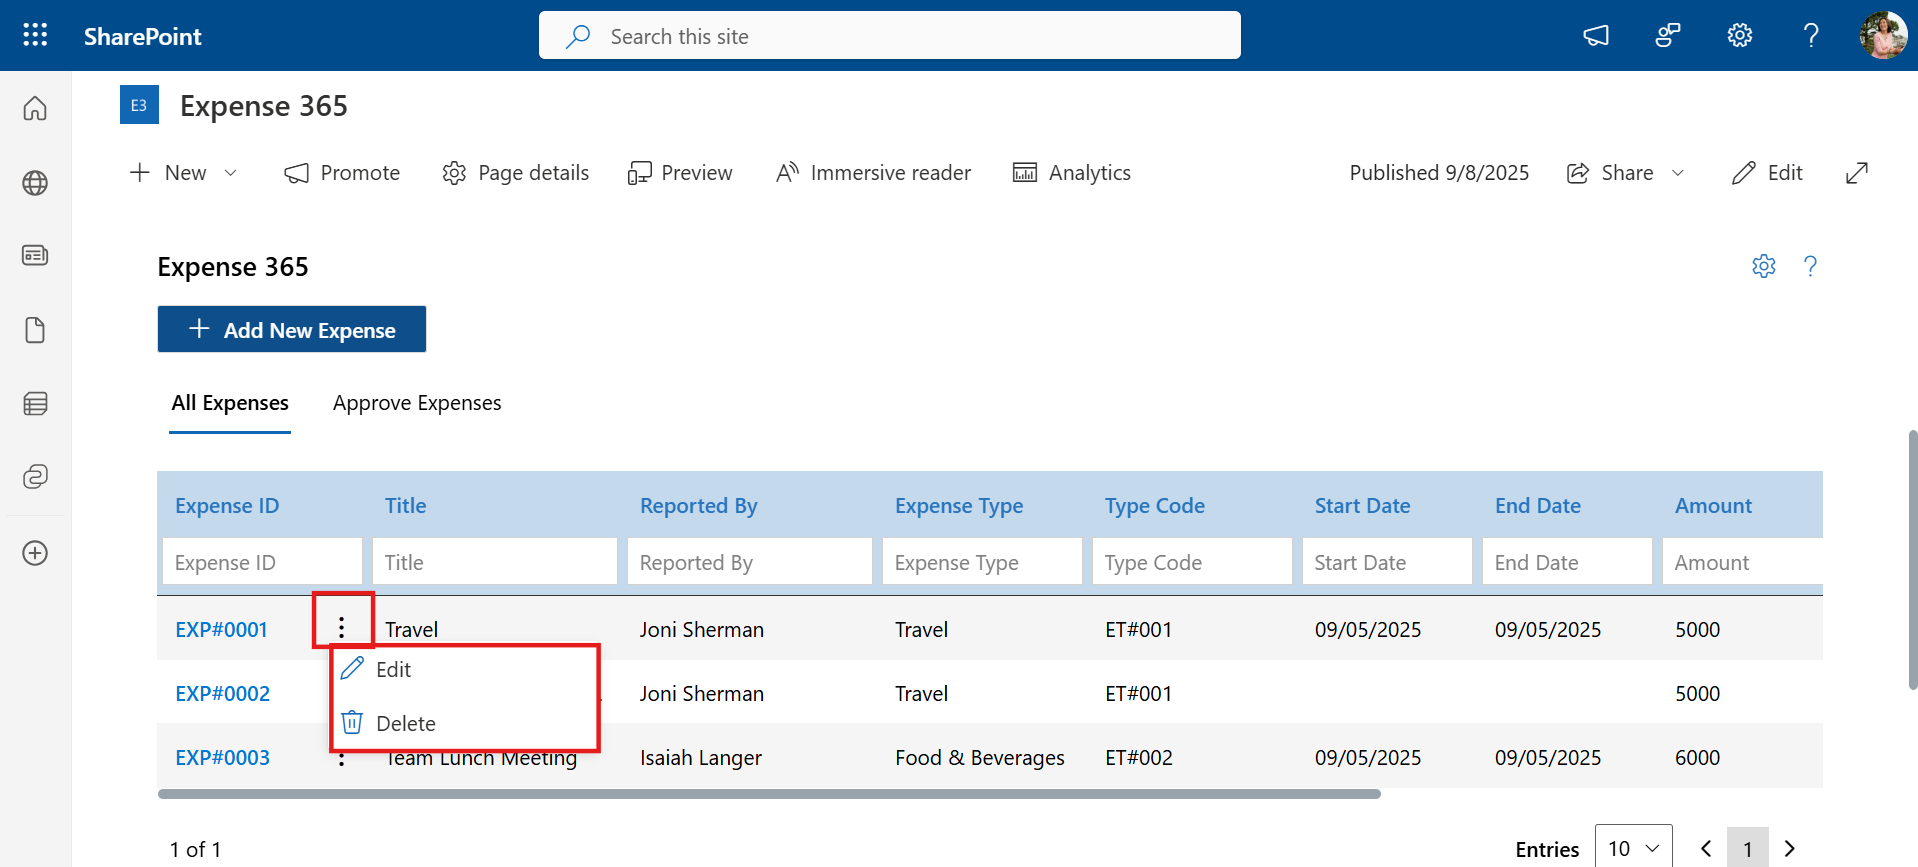 SharePoint
Search this site
E3 Expense 365
New Promote Page details Preview Immersive reader Analytics Published 9/8/2025 Share Edit
Expense 365
Add New Expense
All Expenses Approve Expenses
Expense ID Title Reported By Expense Type Type Code Start Date End Date Amount
Expense ID Title Reported By Expense Type Type Code Start Date End Date Amount
EXP#0001 Travel Joni Sherman Travel ET#001 09/05/2025 09/05/2025 5000
Edit
EXP#0002 Joni Sherman Travel ET#001 5000
Delete
EXP#0003 Team Lunch Meeting Isaiah Langer Food & Beverages ET#002 09/05/2025 09/05/2025 6000
1 of 1 Entries 10 1